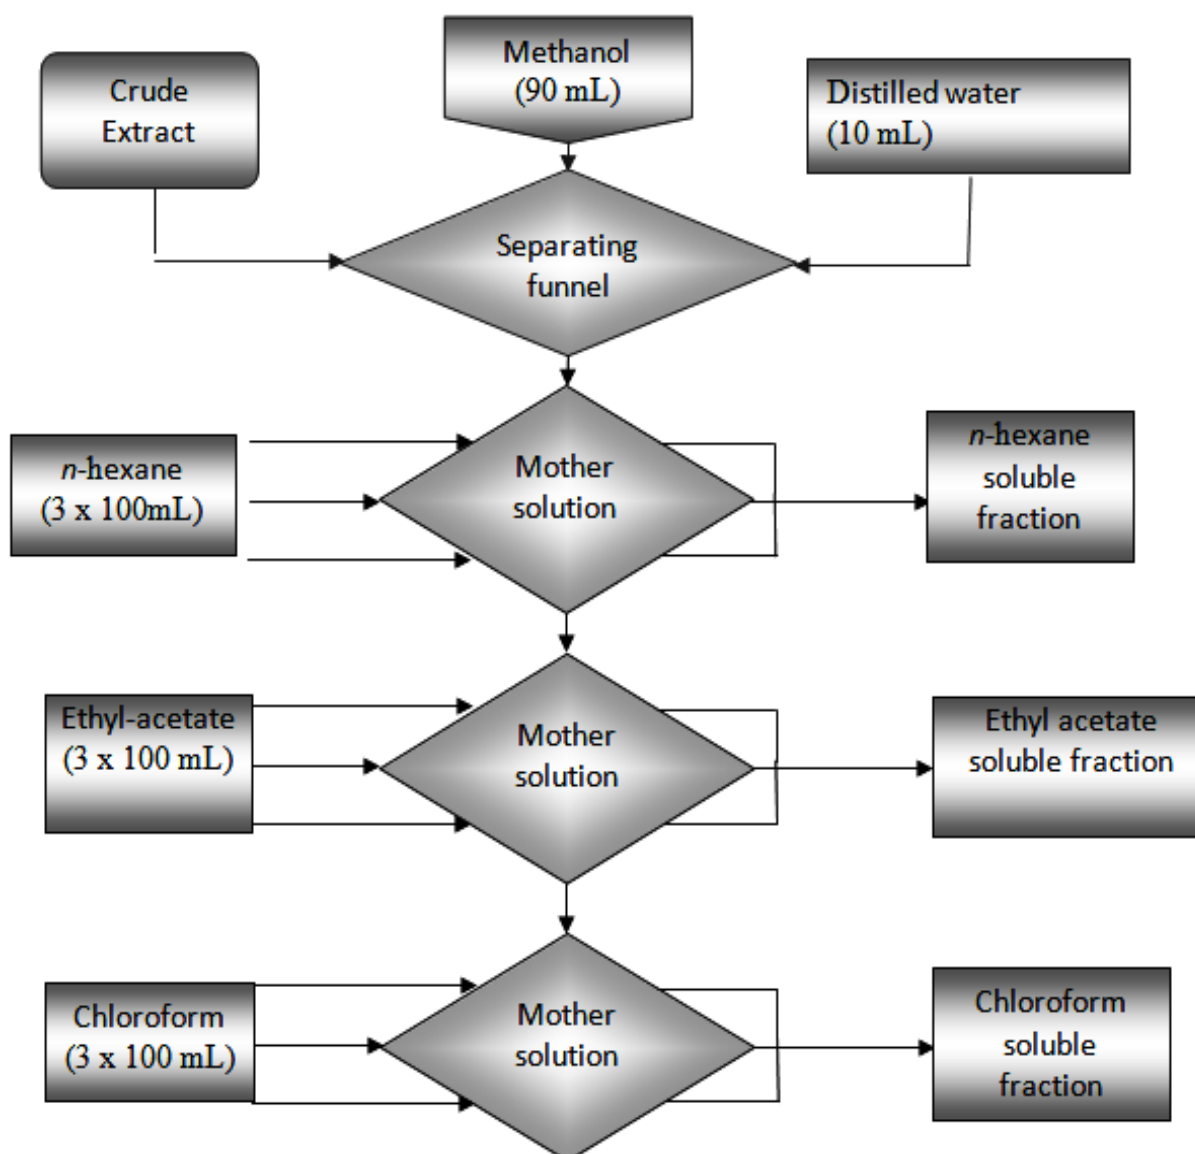 Crude
Extract
Methanol
(90 mL)
Distilled water
(10 mL)
Separating
funnel
n-hexane
(3 x 100mL)
Mother
solution
n-hexane
soluble
fraction
Ethyl-acetate
(3 x 100 mL)
Mother
solution
Ethyl acetate
soluble fraction
Chloroform
(3 x 100 mL)
Mother
solution
Chloroform
soluble
fraction